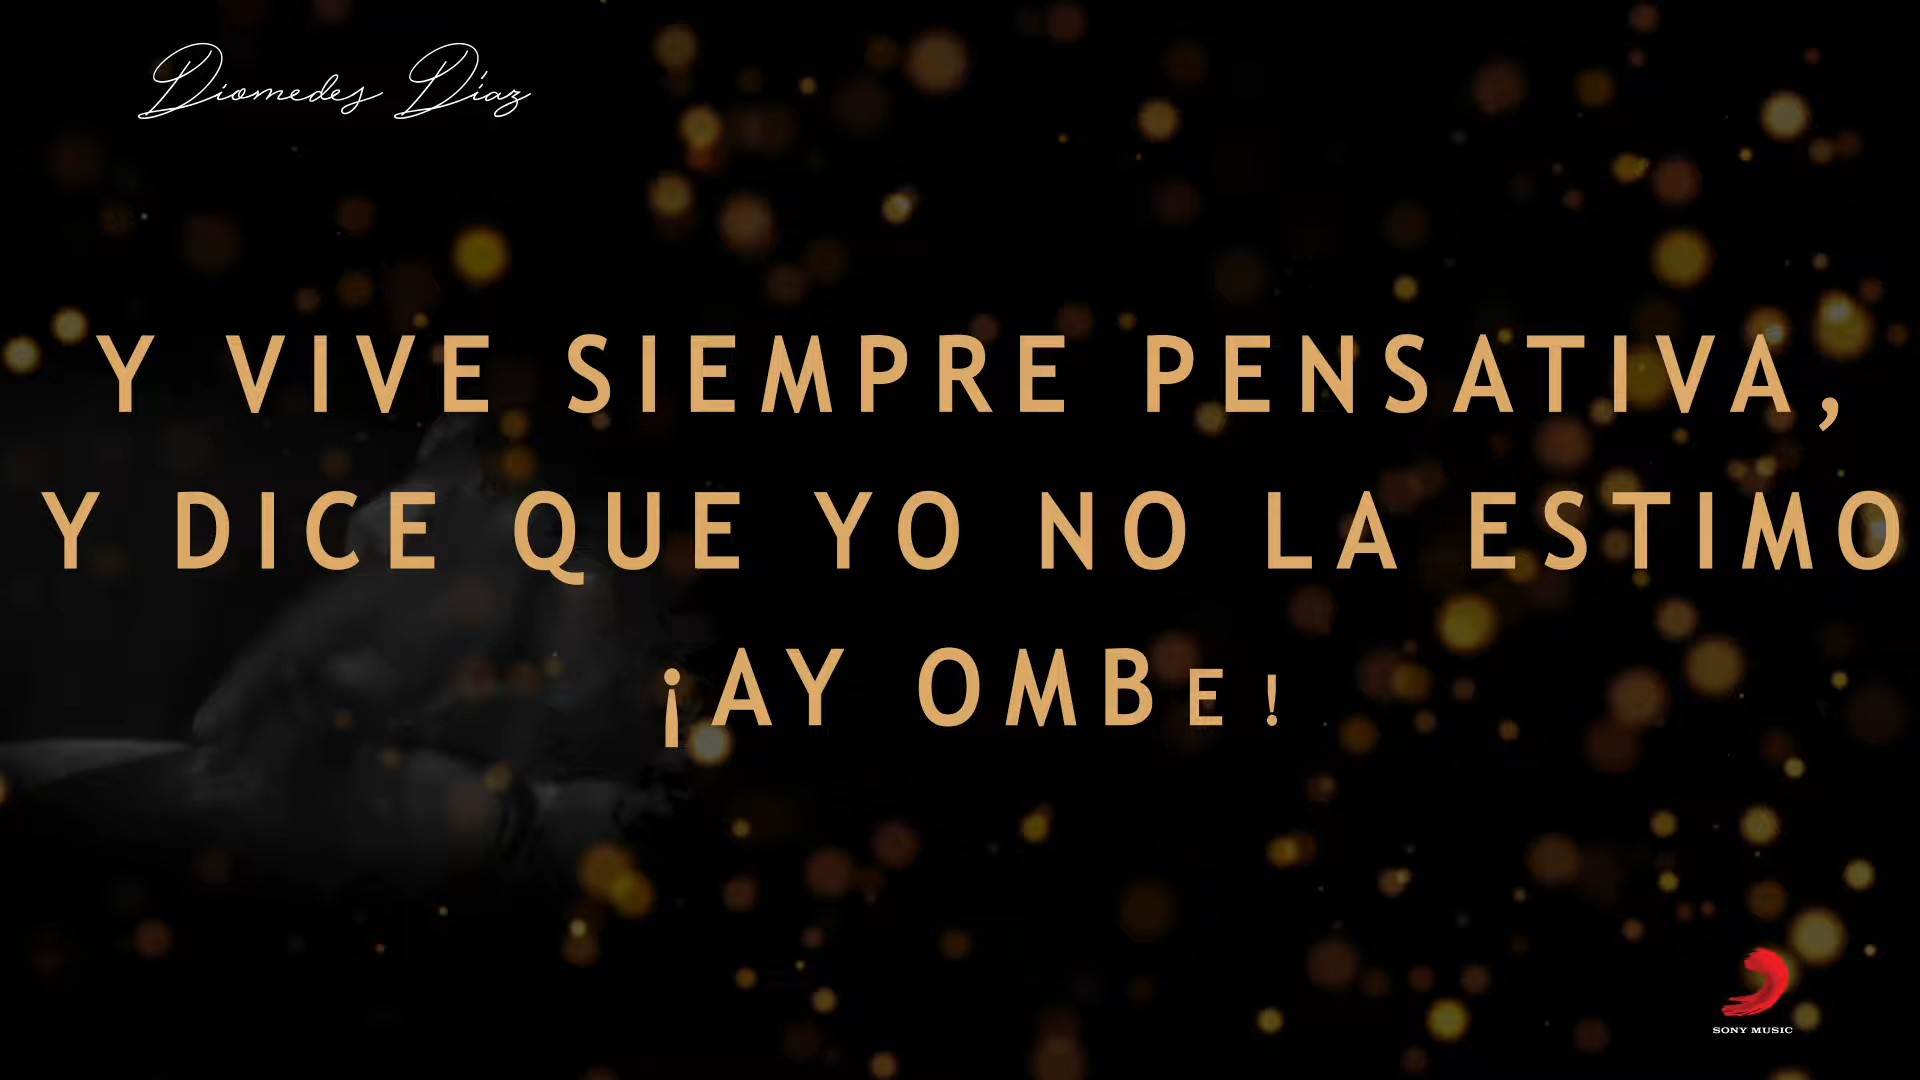 Diomedes Díaz
Y VIVE SIEMPRE PENSATIVA,
Y DICE QUE YO NO LA ESTIMO
¡AY OMBE!
SONY MUSIC